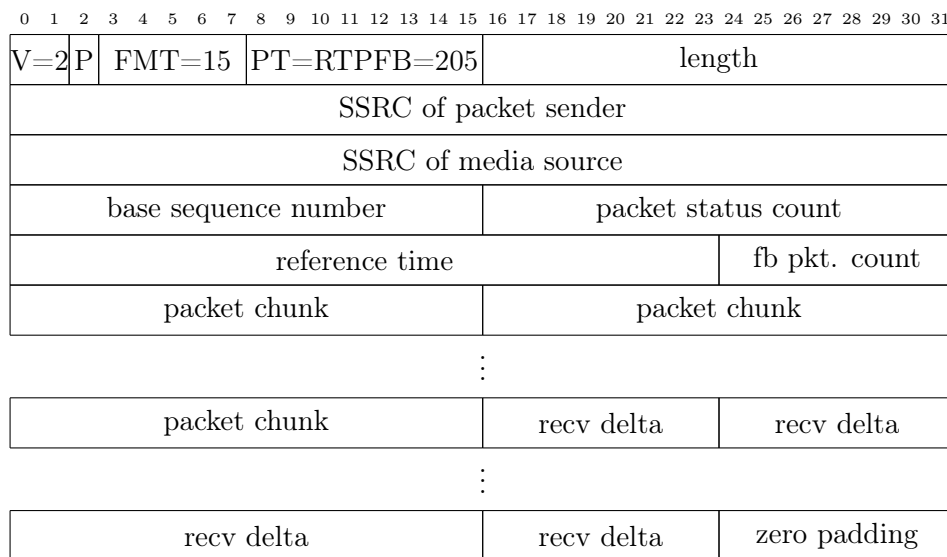 0 1 2 3 4 5 6 7 8 9 10 11 12 13 14 15 16 17 18 19 20 21 22 23 24 25 26 27 28 29 30 31
V=2 P FMT=15 PT=RTPFB=205 length
SSRC of packet sender
SSRC of media source
base sequence number packet status count
reference time fb pkt. count
packet chunk packet chunk
⋮
packet chunk recv delta recv delta
⋮
recv delta recv delta zero padding